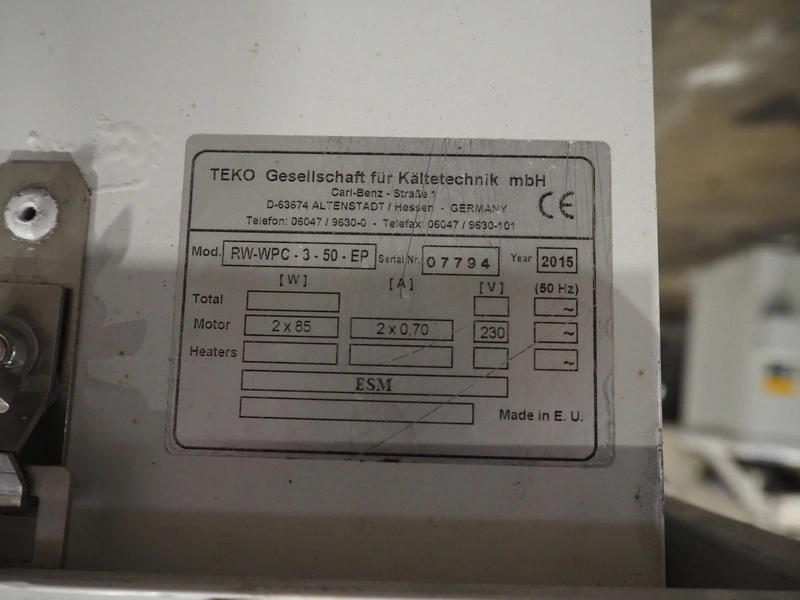 TEKO Gesellschaft für Kältetechnik mbH
Carl-Benz - Straße 1
D-63674 ALTENSTADT / Hessen - GERMANY
Telefon: 06047 / 9630-0 - Telefax: 06047 / 9630-101
CE
Mod. RW-WPC - 3 - 50 - EP Serial Nr. 07794 Year 2015
[W] [A] [V] (50 Hz)
Total ~
Motor 2 x 85 2 x 0,70 230 ~
Heaters ~
ESM
Made in E. U.